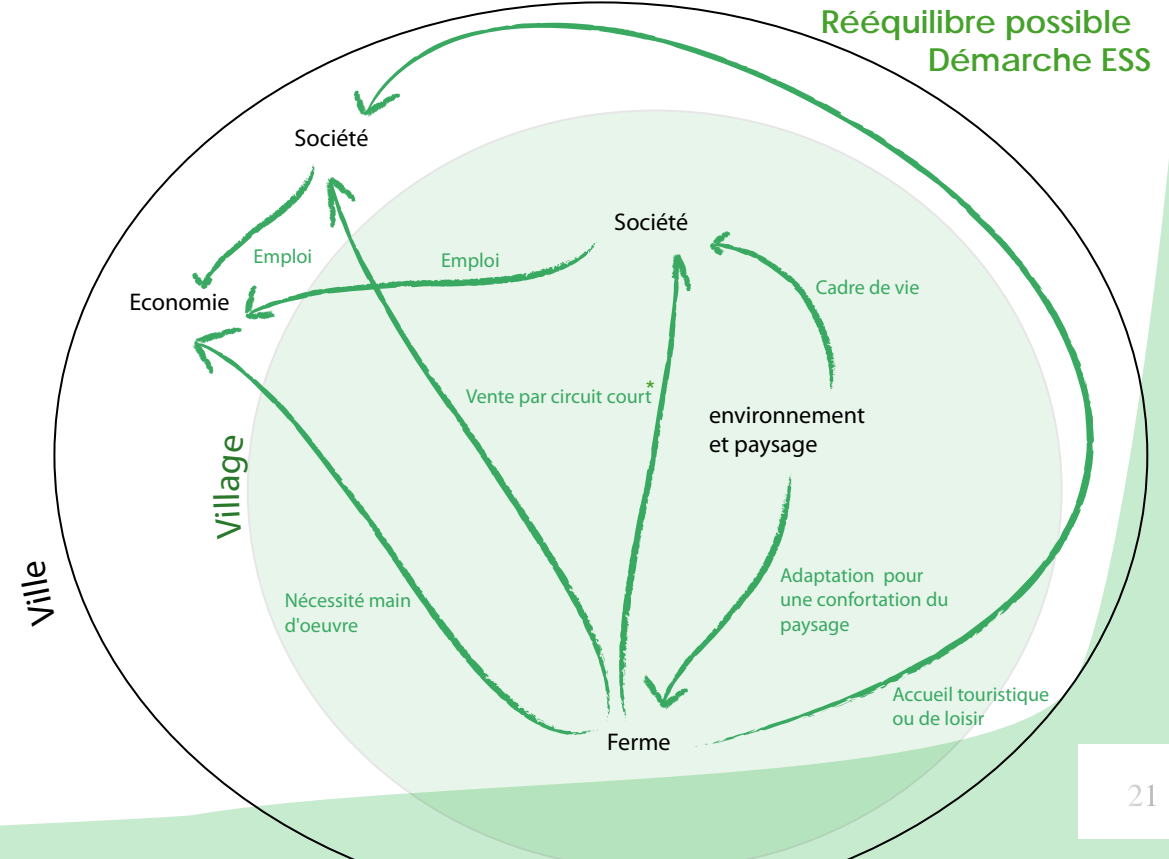 Rééquilibre possible
Démarche ESS
Société
Société
Emploi
Emploi
Economie
Cadre de vie
Vente par circuit court*
environnement
et paysage
Village
Ville
Adaptation pour
une confortation du
paysage
Nécessité main
d'oeuvre
Accueil touristique
ou de loisir
Ferme
21